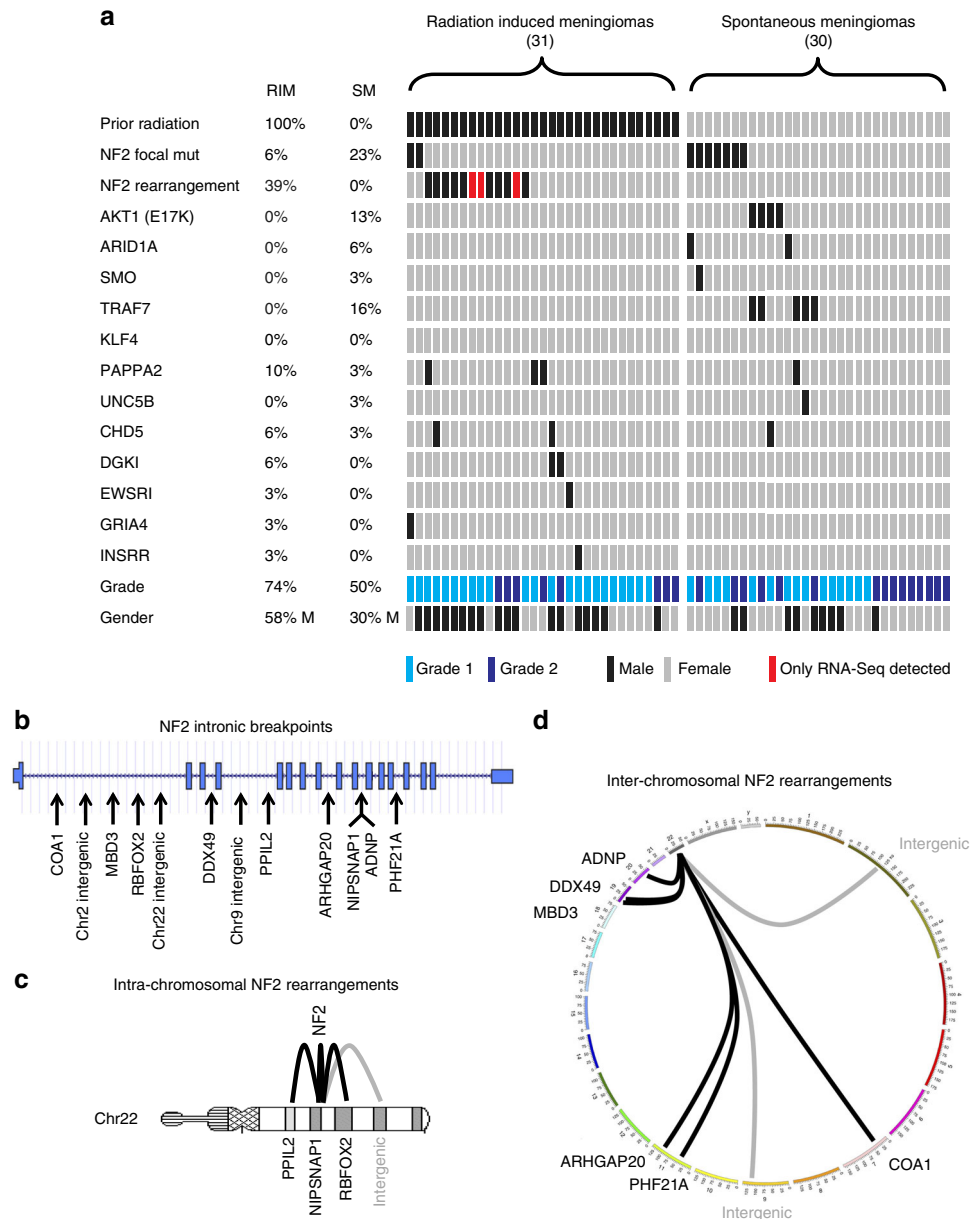 a
Radiation induced meningiomas
(31)
Spontaneous meningiomas
(30)
RIM SM
Prior radiation 100% 0%
NF2 focal mut 6% 23%
NF2 rearrangement 39% 0%
AKT1 (E17K) 0% 13%
ARID1A 0% 6%
SMO 0% 3%
TRAF7 0% 16%
KLF4 0% 0%
PAPPA2 10% 3%
UNC5B 0% 3%
CHD5 6% 3%
DGKI 6% 0%
EWSRI 3% 0%
GRIA4 3% 0%
INSRR 3% 0%
Grade 74% 50%
Gender 58% M 30% M
Grade 1 Grade 2 Male Female Only RNA-Seq detected
b
NF2 intronic breakpoints
COA1
Chr2 intergenic
MBD3
RBFOX2
Chr22 intergenic
DDX49
Chr9 intergenic
PPIL2
ARHGAP20
NIPSNAP1
ADNP
PHF21A
c
Intra-chromosomal NF2 rearrangements
NF2
Chr22
PPIL2
NIPSNAP1
RBFOX2
Intergenic
d
Inter-chromosomal NF2 rearrangements
Intergenic
ADNP
DDX49
MBD3
ARHGAP20
PHF21A
Intergenic
COA1